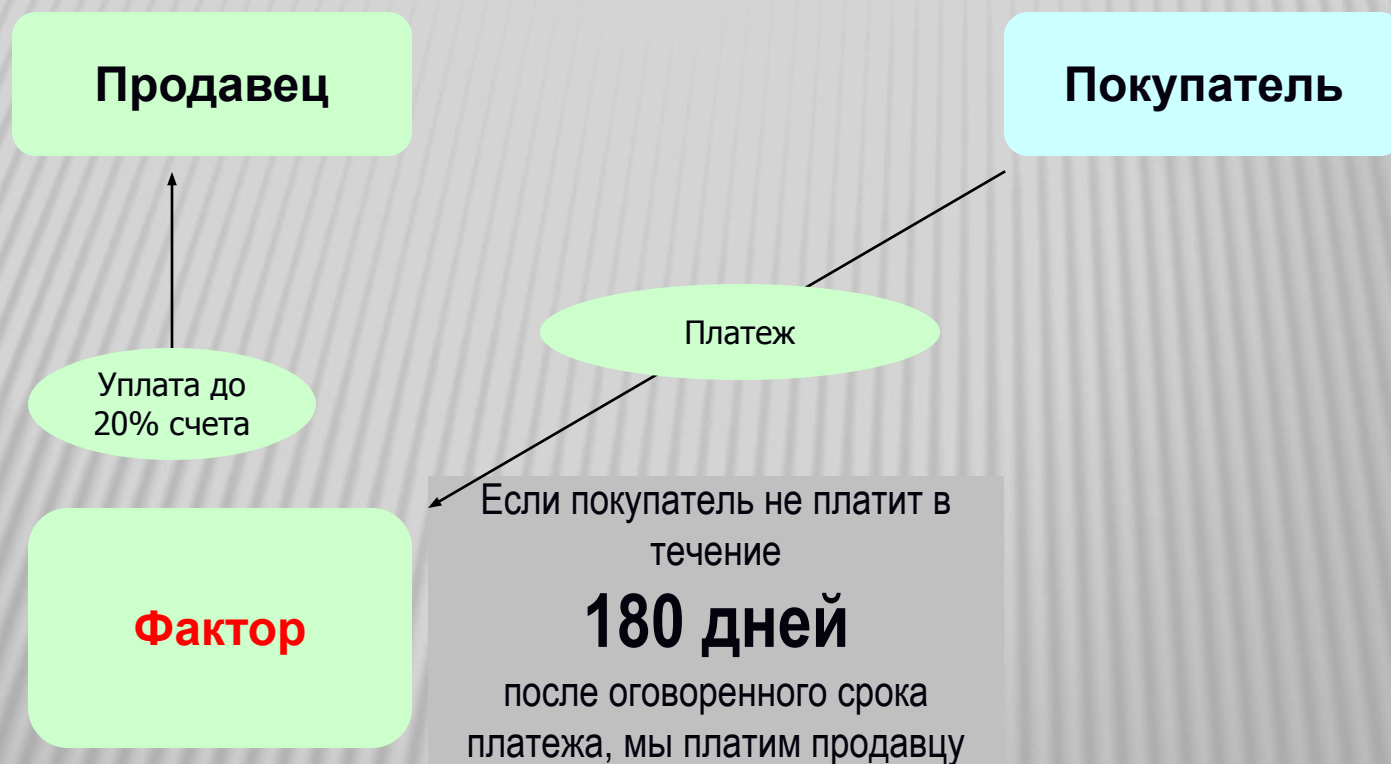 Продавец
Покупатель
Платеж
Уплата до
20% счета
Фактор
Если покупатель не платит в
течение
180 дней
после оговоренного срока
платежа, мы платим продавцу